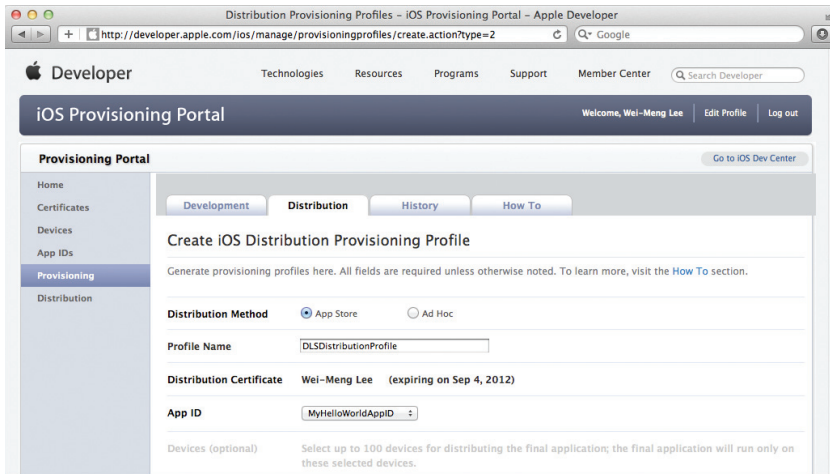 Distribution Provisioning Profiles – iOS Provisioning Portal – Apple Developer
http://developer.apple.com/ios/manage/provisioningprofiles/create.action?type=2
Google
Developer
Technologies Resources Programs Support Member Center Search Developer
iOS Provisioning Portal
Welcome, Wei-Meng Lee Edit Profile Log out
Provisioning Portal
Go to iOS Dev Center
Home
Certificates
Devices
App IDs
Provisioning
Distribution
Development Distribution History How To
Create iOS Distribution Provisioning Profile
Generate provisioning profiles here. All fields are required unless otherwise noted. To learn more, visit the How To section.
Distribution Method App Store Ad Hoc
Profile Name DLSDistributionProfile
Distribution Certificate Wei-Meng Lee (expiring on Sep 4, 2012)
App ID MyHelloWorldAppID
Devices (optional) Select up to 100 devices for distributing the final application; the final application will run only on
these selected devices.